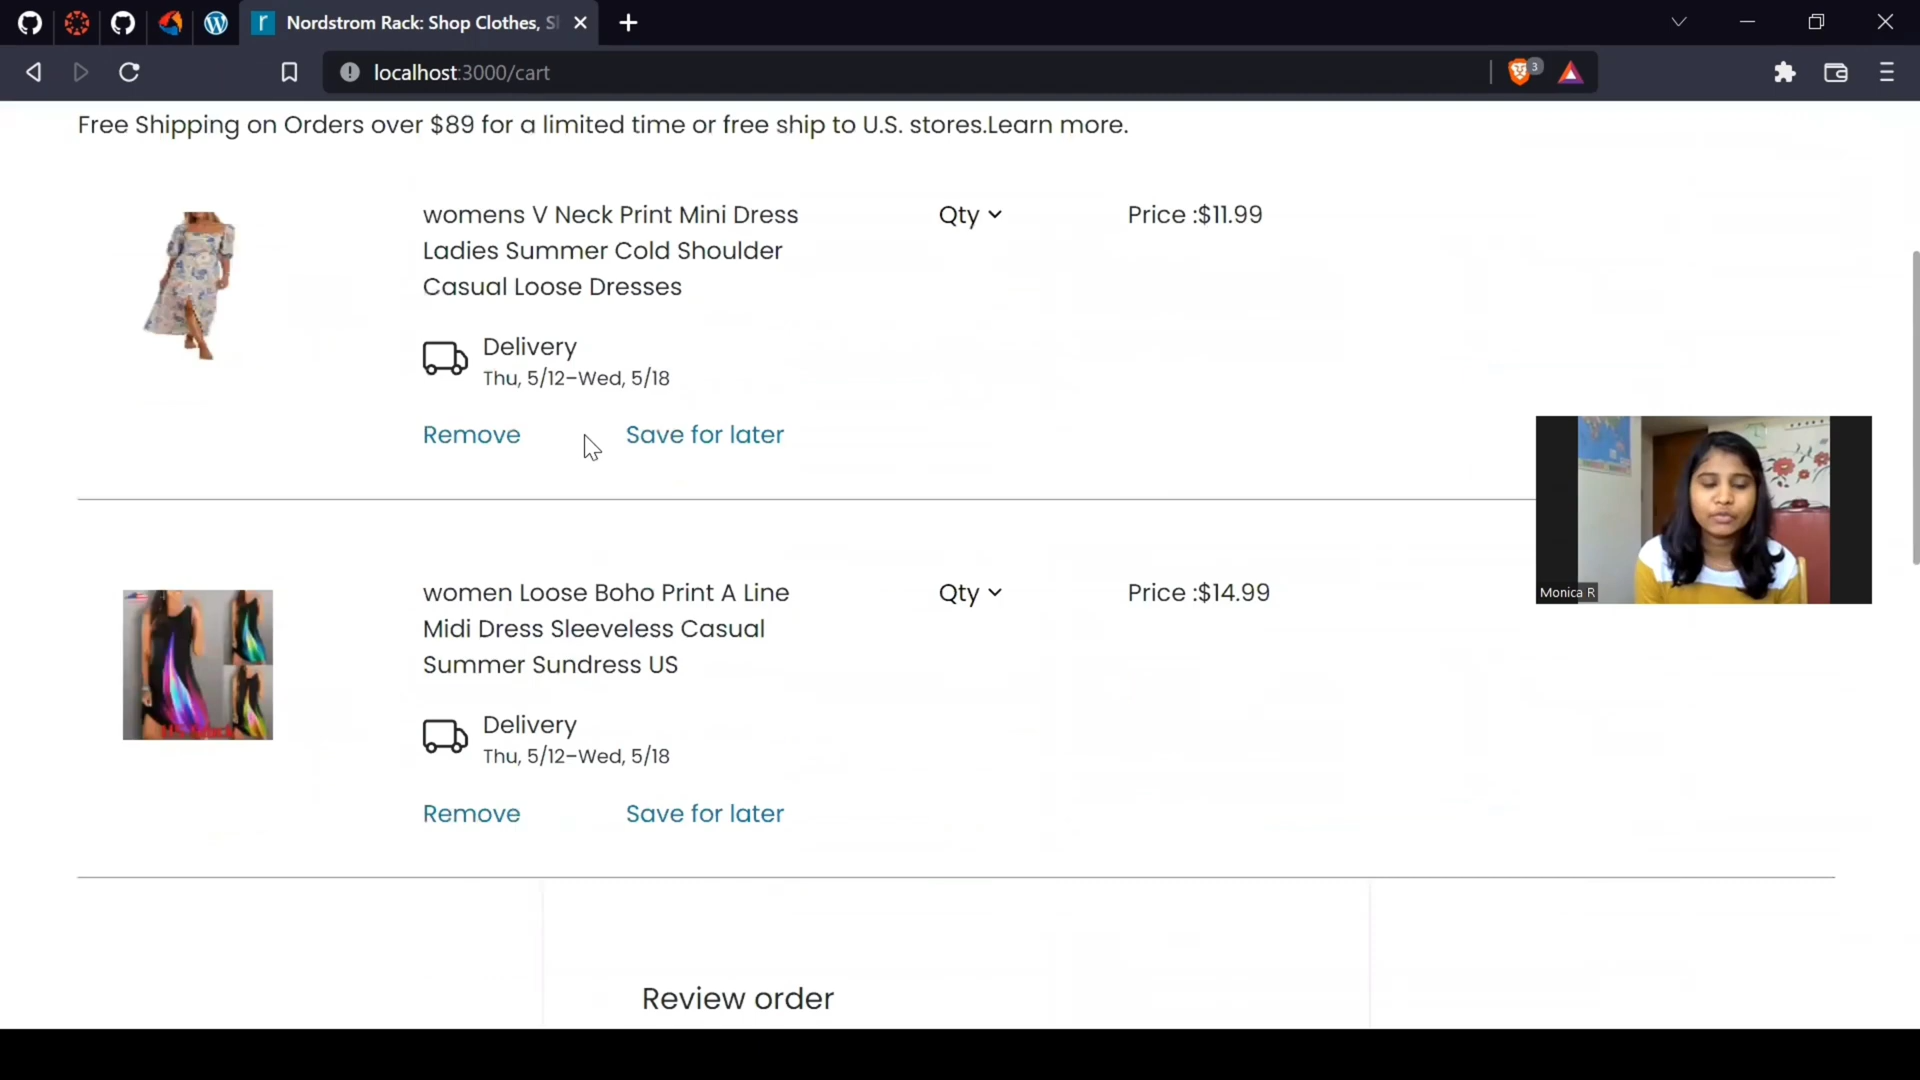 Nordstrom Rack: Shop Clothes, S
localhost:3000/cart
3
Free Shipping on Orders over $89 for a limited time or free ship to U.S. stores.Learn more.
womens V Neck Print Mini Dress
Ladies Summer Cold Shoulder
Casual Loose Dresses
Qty
Price :$11.99
Delivery
Thu, 5/12–Wed, 5/18
Remove
Save for later
Monica R
women Loose Boho Print A Line
Midi Dress Sleeveless Casual
Summer Sundress US
Qty
Price :$14.99
Delivery
Thu, 5/12–Wed, 5/18
Remove
Save for later
Review order